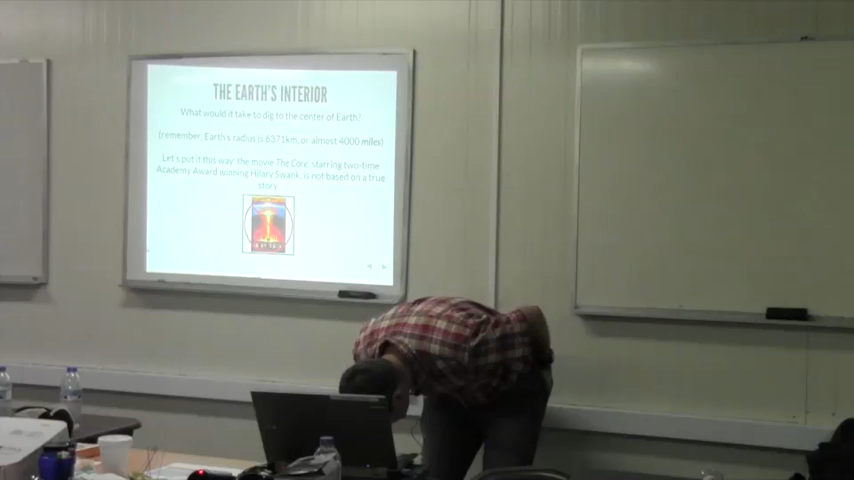 THE EARTH'S INTERIOR
What would it take to dig to the center of Earth?
(remember, Earth's radius is 6371km, or almost 4000 miles)
Let's put it this way: the movie The Core, starring two-time
Academy Award winning Hilary Swank, is not based on a true
story.